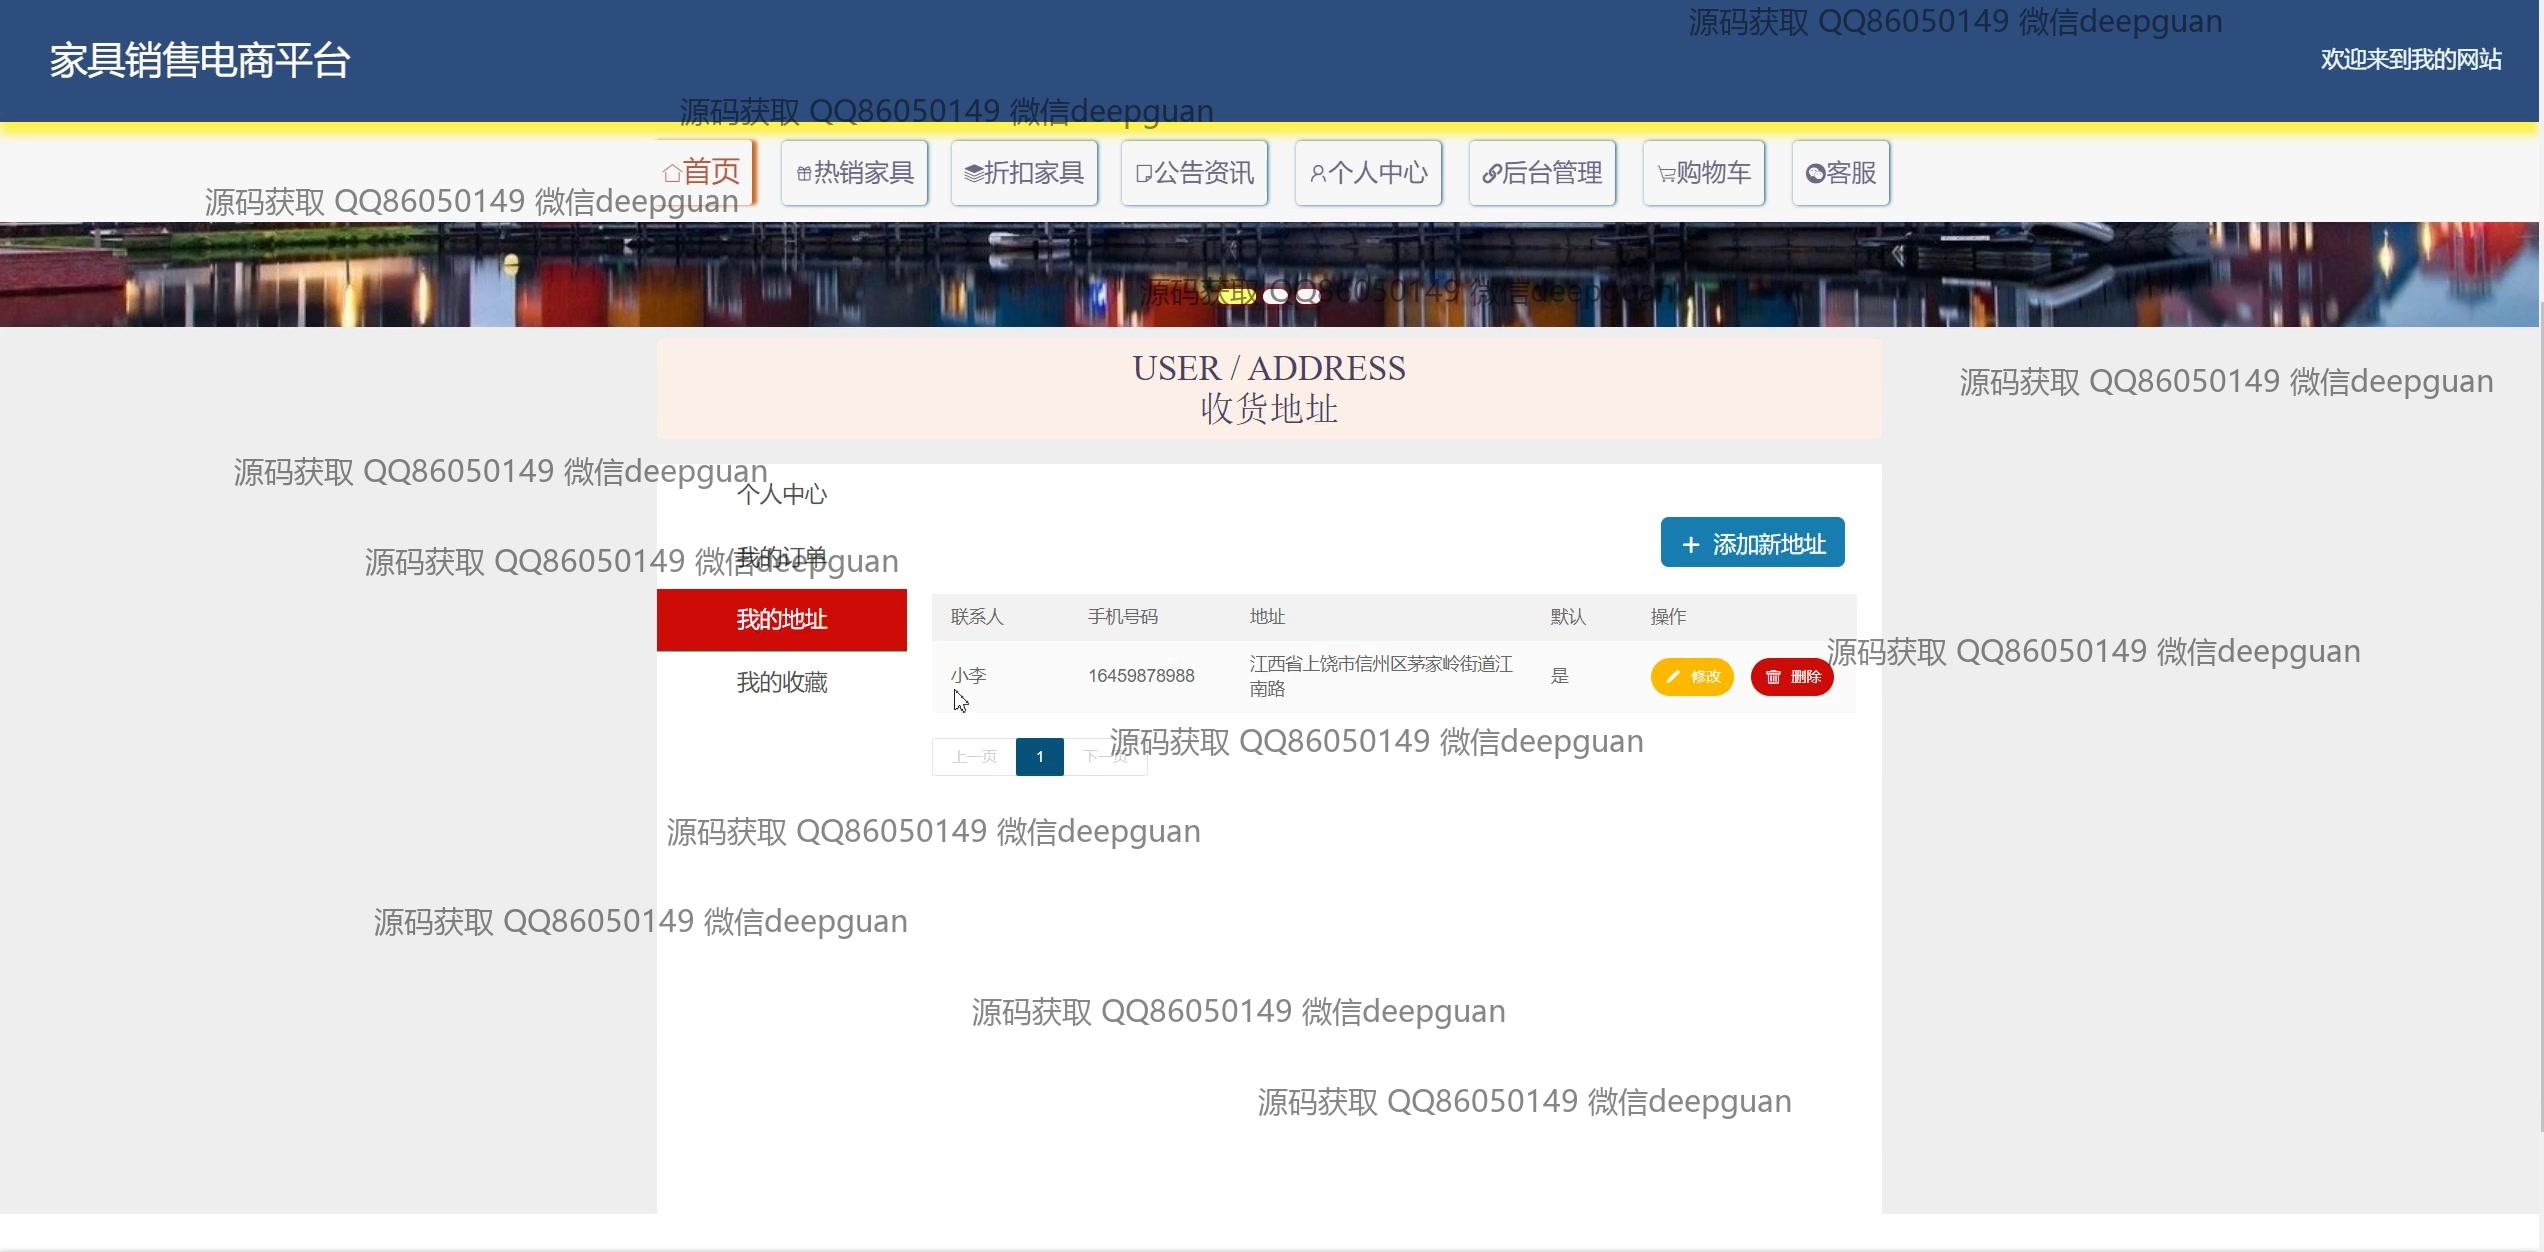 源码获取 QQ86050149 微信deepguan
家具销售电商平台
欢迎来到我的网站
源码获取 QQ86050149 微信deepguan
首页
热销家具
折扣家具
公告资讯
个人中心
后台管理
购物车
客服
源码获取 QQ86050149 微信deepguan
源码获取 QQ86050149 微信deepguan
USER / ADDRESS
收货地址
源码获取 QQ86050149 微信deepguan
源码获取 QQ86050149 微信deepguan
个人中心
我的订单
源码获取 QQ86050149 微信deepguan
添加新地址
我的地址
我的收藏
联系人 手机号码 地址 默认 操作
小李 16459878988 江西省上饶市信州区茅家岭街道江
南路 是 修改 删除
源码获取 QQ86050149 微信deepguan
上一页 1 下一页
源码获取 QQ86050149 微信deepguan
源码获取 QQ86050149 微信deepguan
源码获取 QQ86050149 微信deepguan
源码获取 QQ86050149 微信deepguan
源码获取 QQ86050149 微信deepguan